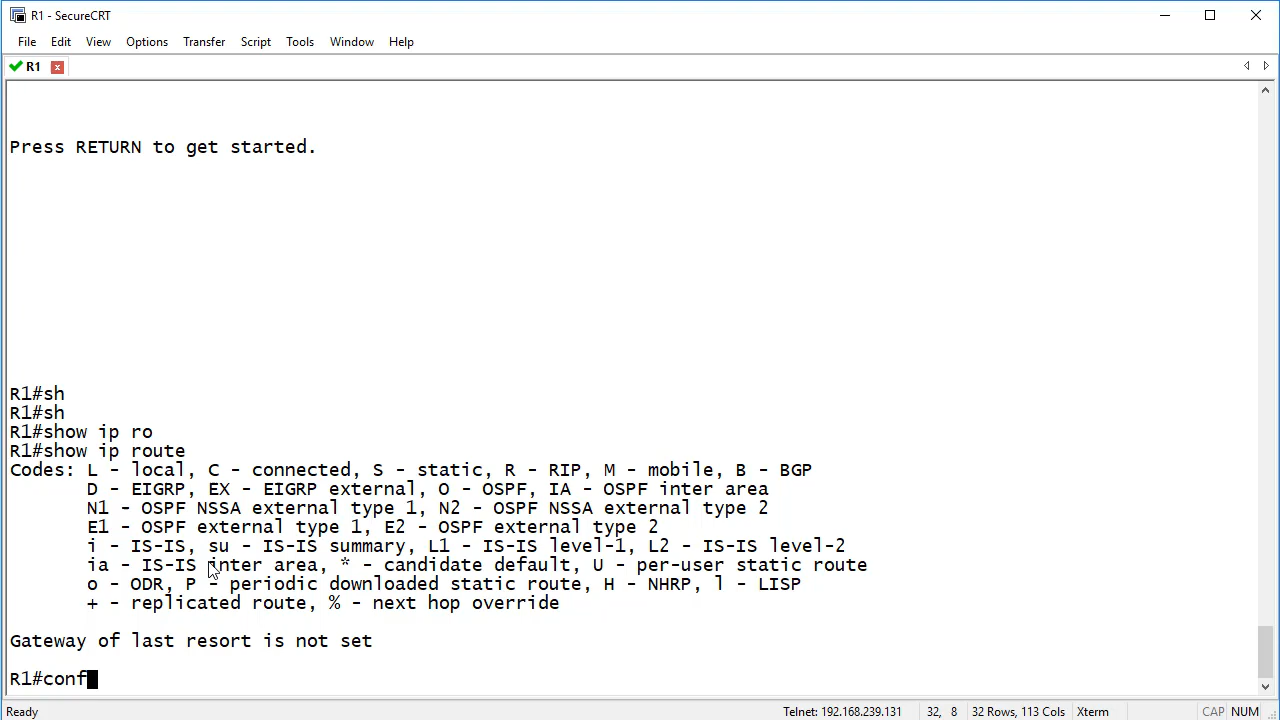 R1 - SecureCRT
File Edit View Options Transfer Script Tools Window Help
R1
Press RETURN to get started.
R1#sh
R1#sh
R1#show ip ro
R1#show ip route
Codes: L - local, C - connected, S - static, R - RIP, M - mobile, B - BGP
D - EIGRP, EX - EIGRP external, O - OSPF, IA - OSPF inter area
N1 - OSPF NSSA external type 1, N2 - OSPF NSSA external type 2
E1 - OSPF external type 1, E2 - OSPF external type 2
i - IS-IS, su - IS-IS summary, L1 - IS-IS level-1, L2 - IS-IS level-2
ia - IS-IS inter area, * - candidate default, U - per-user static route
o - ODR, P - periodic downloaded static route, H - NHRP, l - LISP
+ - replicated route, % - next hop override
Gateway of last resort is not set
R1#conf
Ready Telnet: 192.168.239.131 32, 8 32 Rows, 113 Cols Xterm CAP NUM